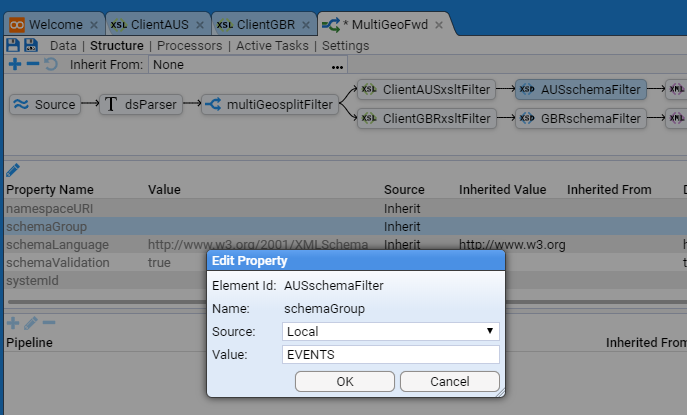 Welcome ClientAUS ClientGBR * MultiGeoFwd
Data | Structure | Processors | Active Tasks | Settings
Inherit From: None ...
ClientAUSxsltFilter AUSschemaFilter
Source dsParser multiGeosplitFilter
ClientGBRxsltFilter GBRschemaFilter
Property Name Value Source Inherited Value Inherited From D
namespaceURI Inherit
schemaGroup Inherit
schemaLanguage http://www.w3.org/2001/XMLSchema Inherit http://www.w3.org
schemaValidation true
systemId
Edit Property
Element Id: AUSschemaFilter
Name: schemaGroup
Source: Local
Value: EVENTS
OK Cancel
Pipeline Inherited From